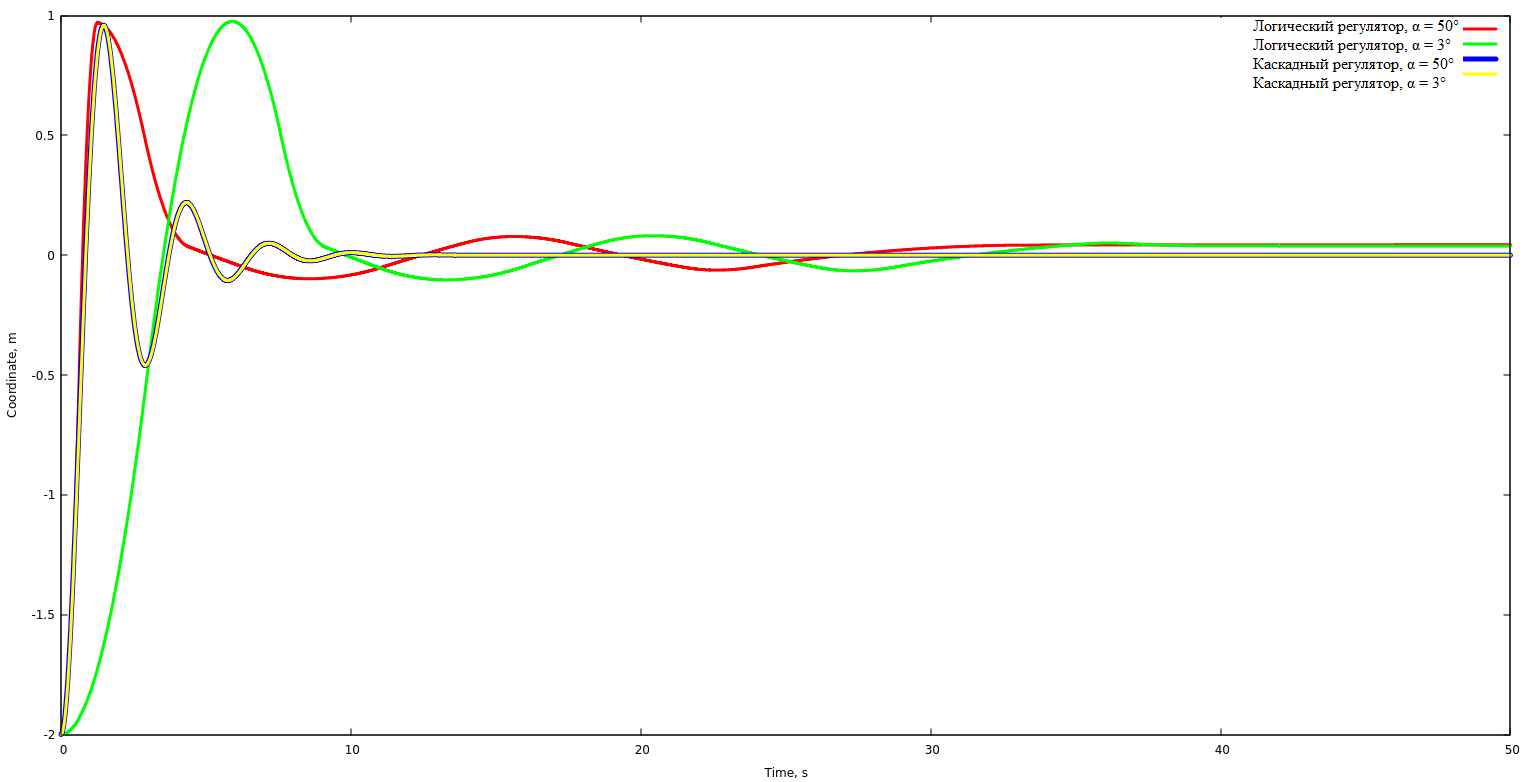 1
0.5
0
-0.5
-1
-1.5
-2
Coordinate, m
Логический регулятор, α = 50°
Логический регулятор, α = 3°
Каскадный регулятор, α = 50°
Каскадный регулятор, α = 3°
0 10 20 30 40 50
Time, s